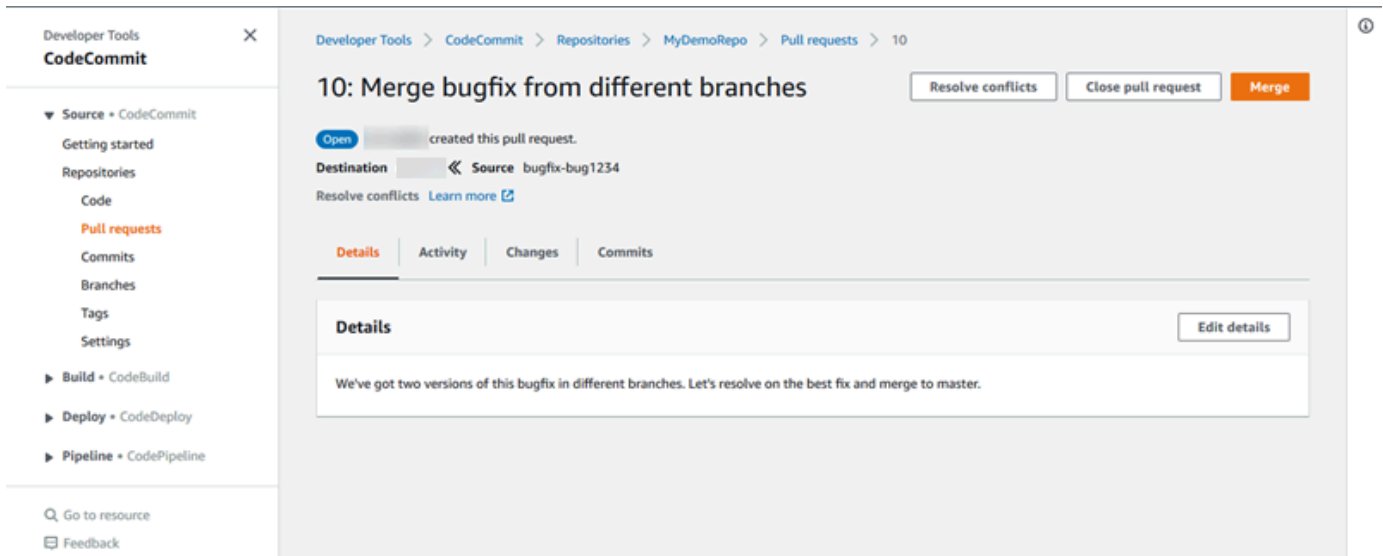 Developer Tools
CodeCommit
Source • CodeCommit
Getting started
Repositories
Code
Pull requests
Commits
Branches
Tags
Settings
Build • CodeBuild
Deploy • CodeDeploy
Pipeline • CodePipeline
Go to resource
Feedback
Developer Tools > CodeCommit > Repositories > MyDemoRepo > Pull requests > 10
10: Merge bugfix from different branches
Resolve conflicts Close pull request Merge
Open created this pull request.
Destination Source bugfix-bug1234
Resolve conflicts Learn more
Details Activity Changes Commits
Details Edit details
We've got two versions of this bugfix in different branches. Let's resolve on the best fix and merge to master.